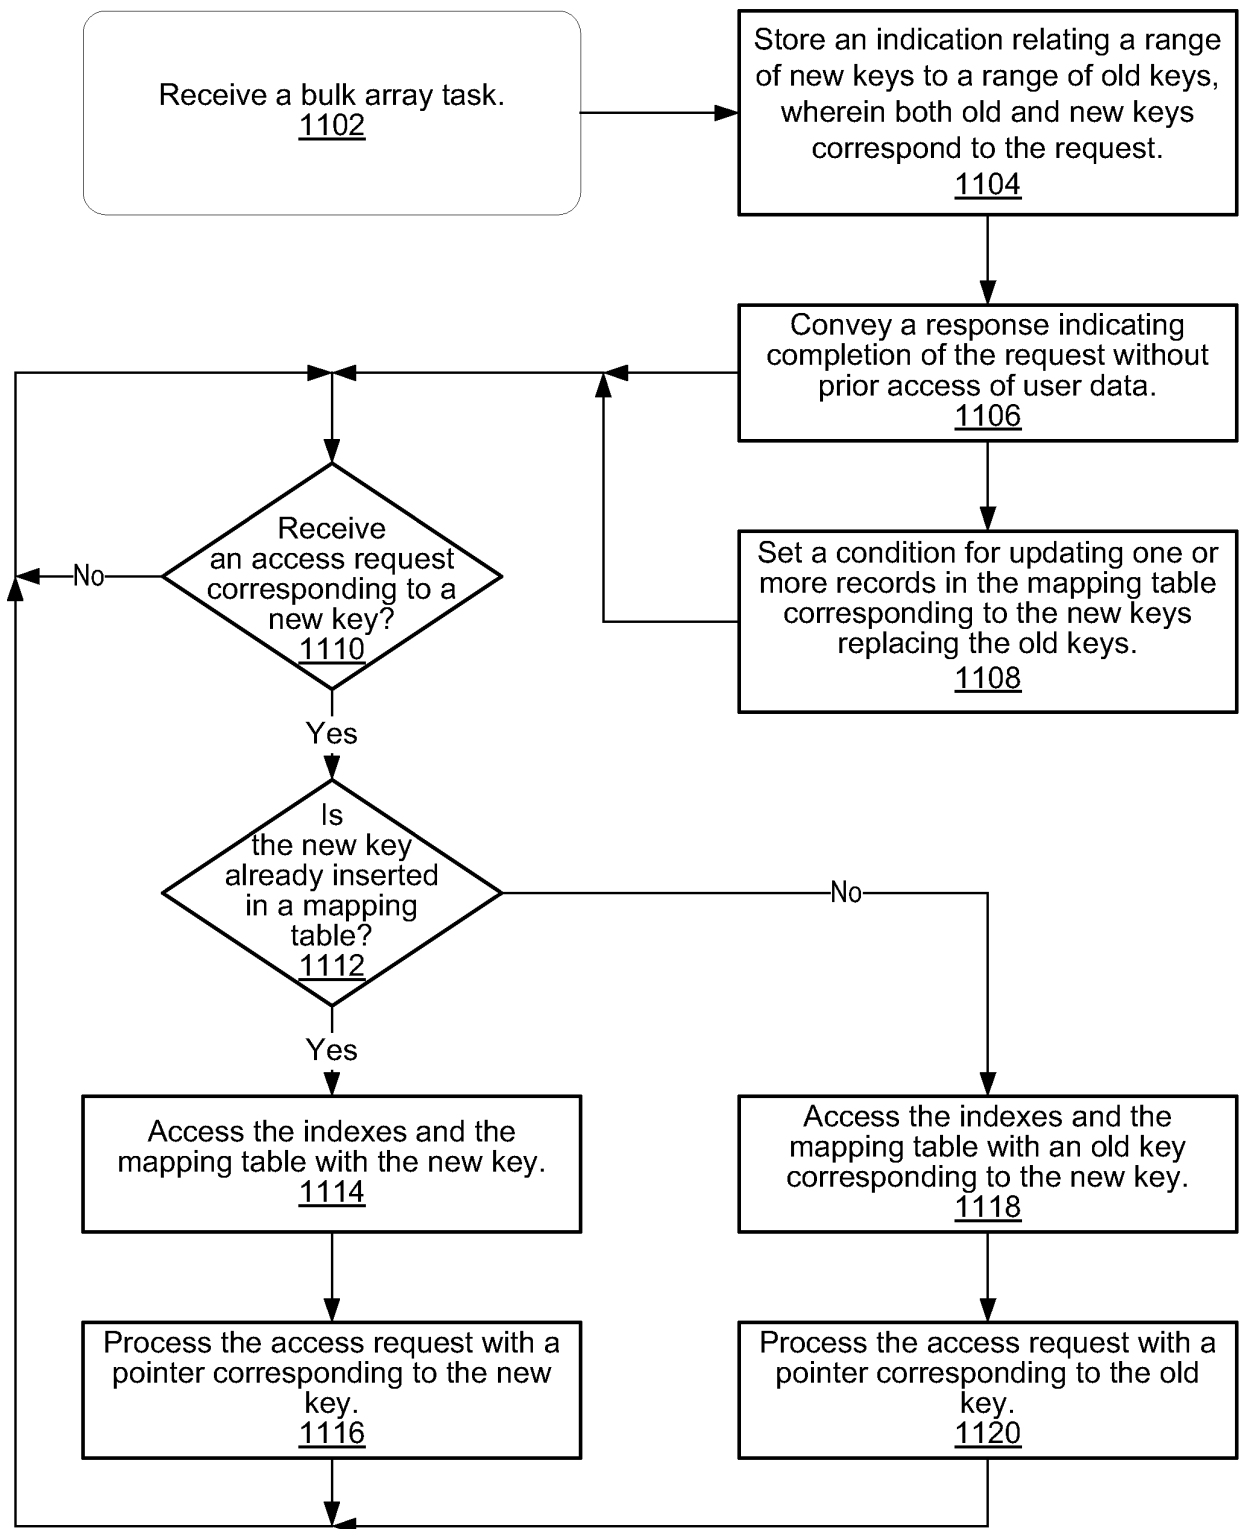 Receive a bulk array task.
1102
Store an indication relating a range
of new keys to a range of old keys,
wherein both old and new keys
correspond to the request.
1104
Convey a response indicating
completion of the request without
prior access of user data.
1106
Set a condition for updating one or
more records in the mapping table
corresponding to the new keys
replacing the old keys.
1108
Receive
an access request
corresponding to a
new key?
1110
No
Yes
Is
the new key
already inserted
in a mapping
table?
1112
No
Yes
Access the indexes and the
mapping table with the new key.
1114
Access the indexes and the
mapping table with an old key
corresponding to the new key.
1118
Process the access request with a
pointer corresponding to the new
key.
1116
Process the access request with a
pointer corresponding to the old
key.
1120